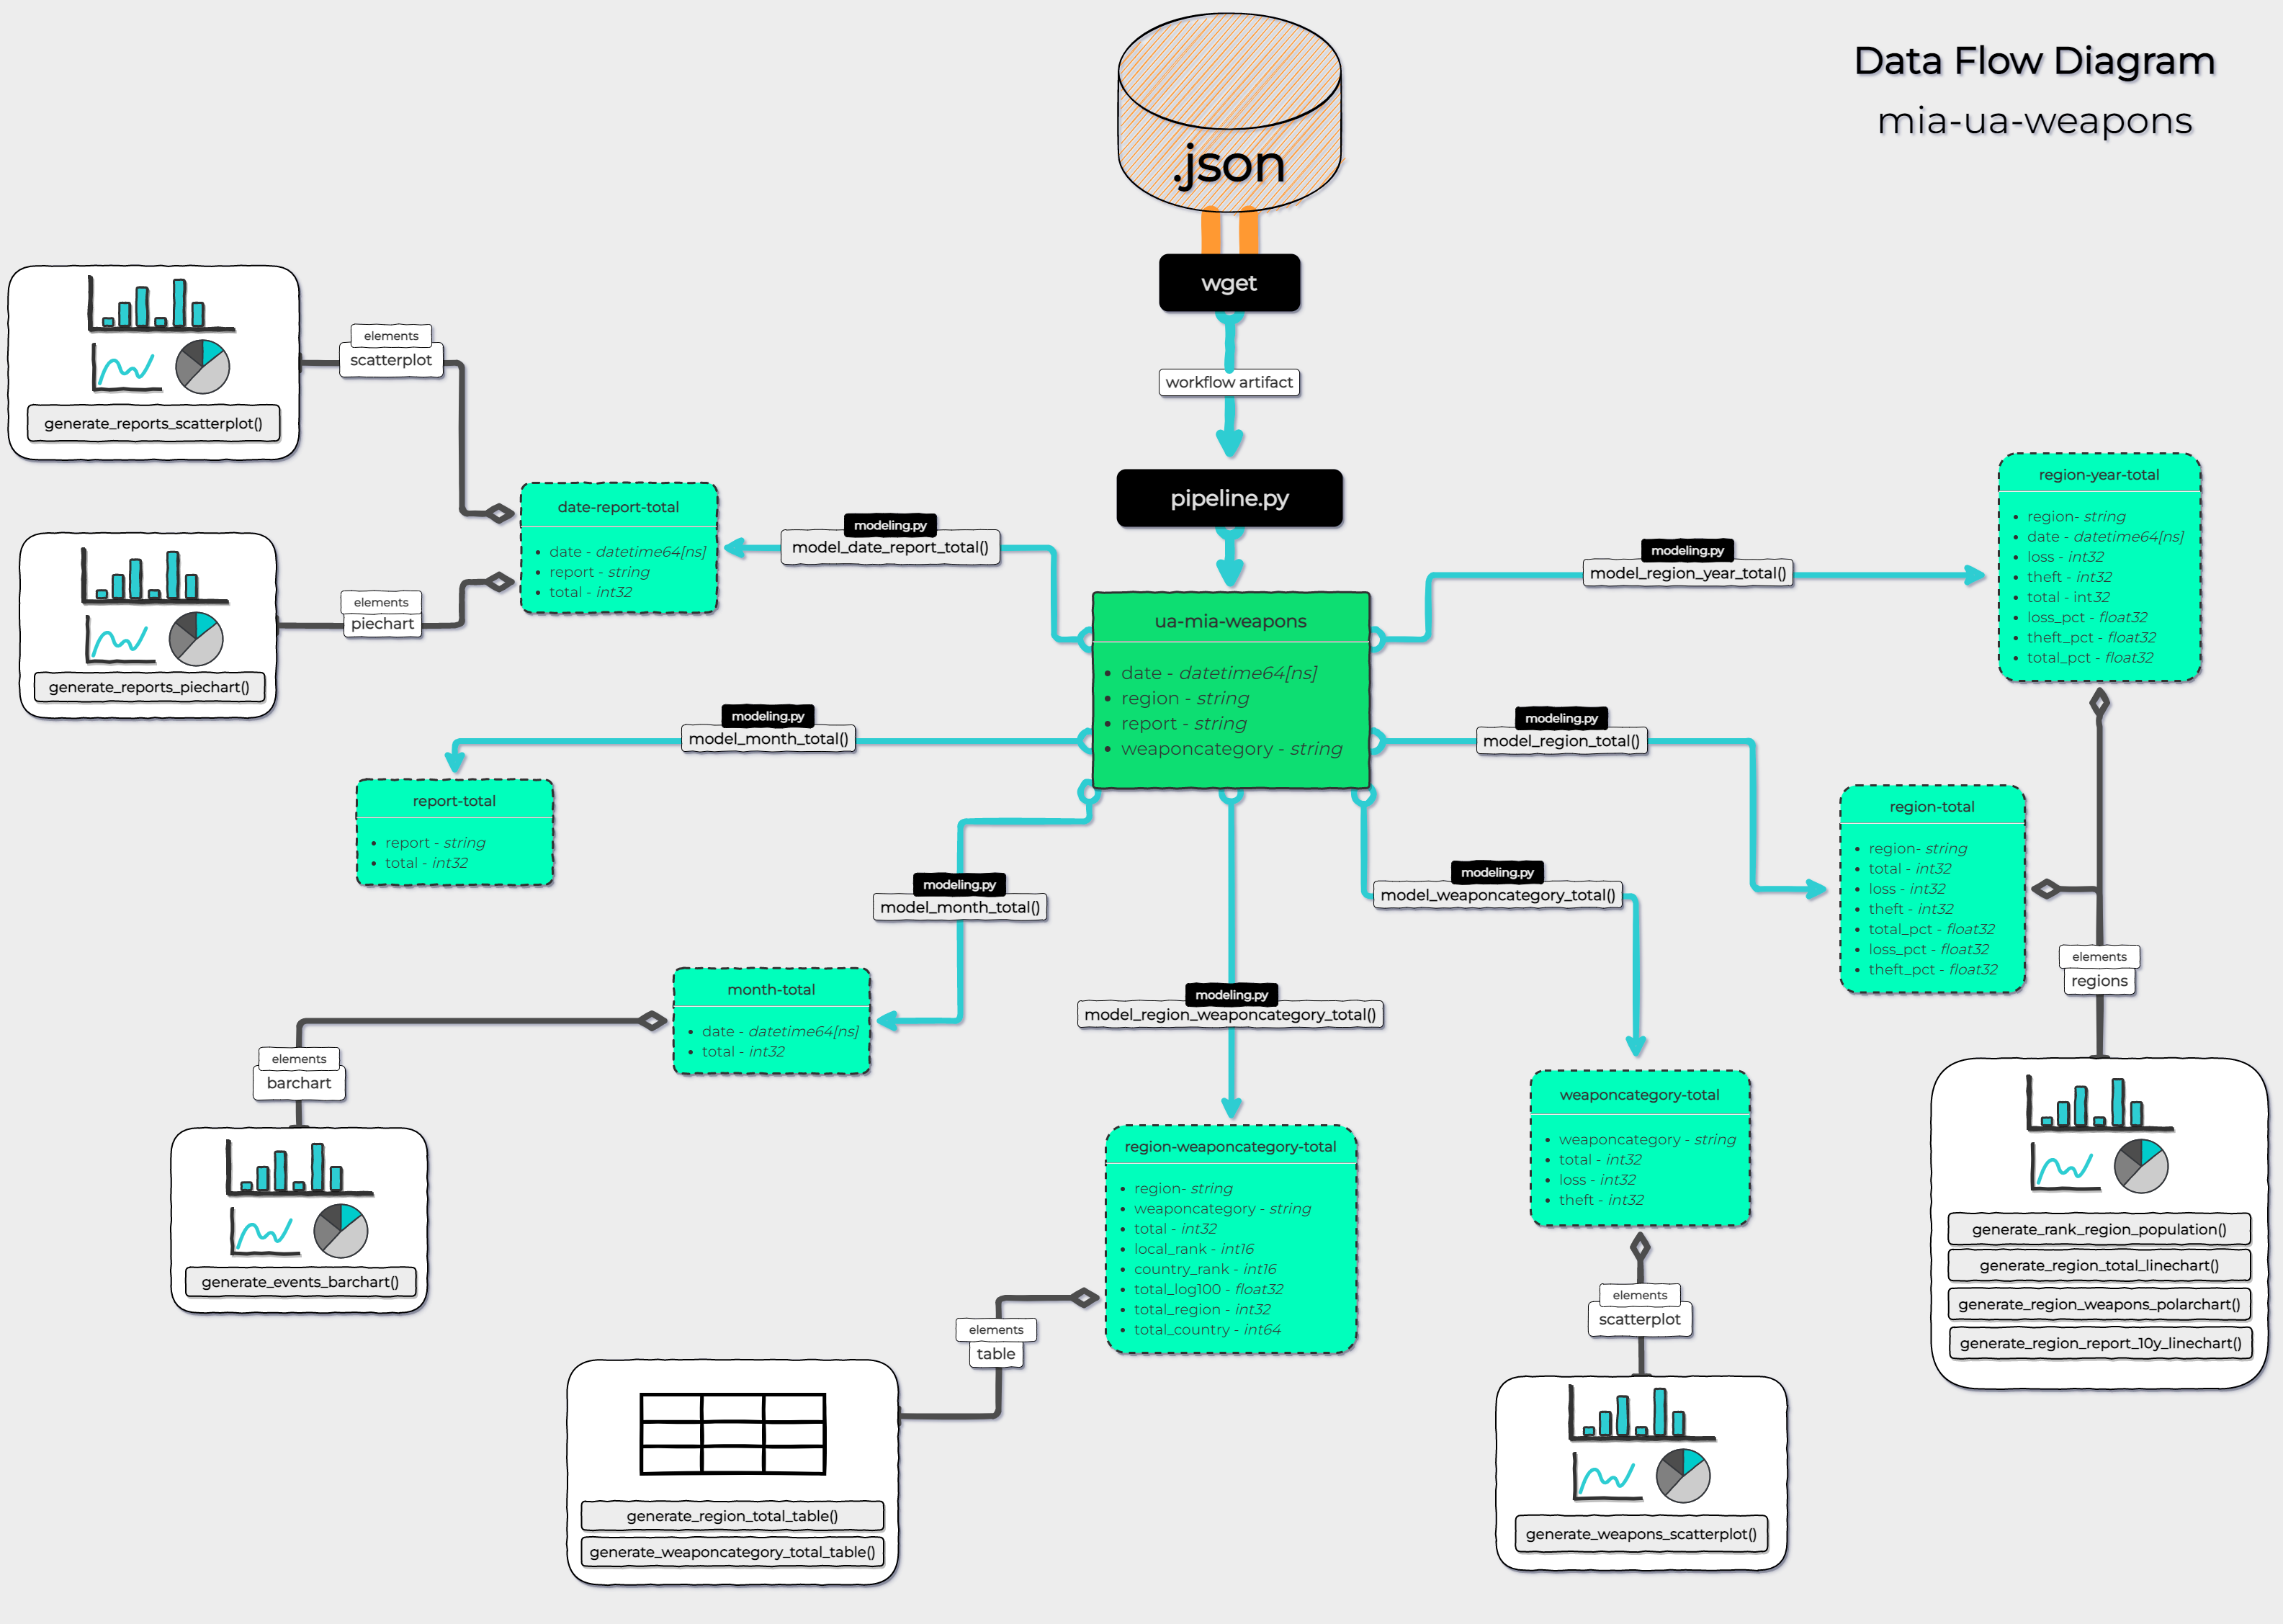 Data Flow Diagram
mia-ua-weapons
.json
wget
workflow artifact
pipeline.py
ua-mia-weapons
date - datetime64[ns]
region - string
report - string
weaponcategory - string
elements
scatterplot
generate_reports_scatterplot()
elements
piechart
generate_reports_piechart()
date-report-total
date - datetime64[ns]
report - string
total - int32
modeling.py
model_date_report_total()
modeling.py
model_month_total()
report-total
report - string
total - int32
modeling.py
model_month_total()
month-total
date - datetime64[ns]
total - int32
elements
barchart
generate_events_barchart()
modeling.py
model_region_weaponcategory_total()
region-weaponcategory-total
region- string
weaponcategory - string
total - int32
local_rank - int16
country_rank - int16
total_log100 - float32
total_region - int32
total_country - int64
elements
table
generate_region_total_table()
generate_weaponcategory_total_table()
modeling.py
model_weaponcategory_total()
weaponcategory-total
weaponcategory - string
total - int32
loss - int32
theft - int32
elements
scatterplot
generate_weapons_scatterplot()
modeling.py
model_region_total()
region-total
region- string
total - int32
loss - int32
theft - int32
total_pct - float32
loss_pct - float32
theft_pct - float32
modeling.py
model_region_year_total()
region-year-total
region- string
date - datetime64[ns]
loss - int32
theft - int32
total - int32
loss_pct - float32
theft_pct - float32
total_pct - float32
elements
regions
generate_rank_region_population()
generate_region_total_linechart()
generate_region_weapons_polarchart()
generate_region_report_10y_linechart()